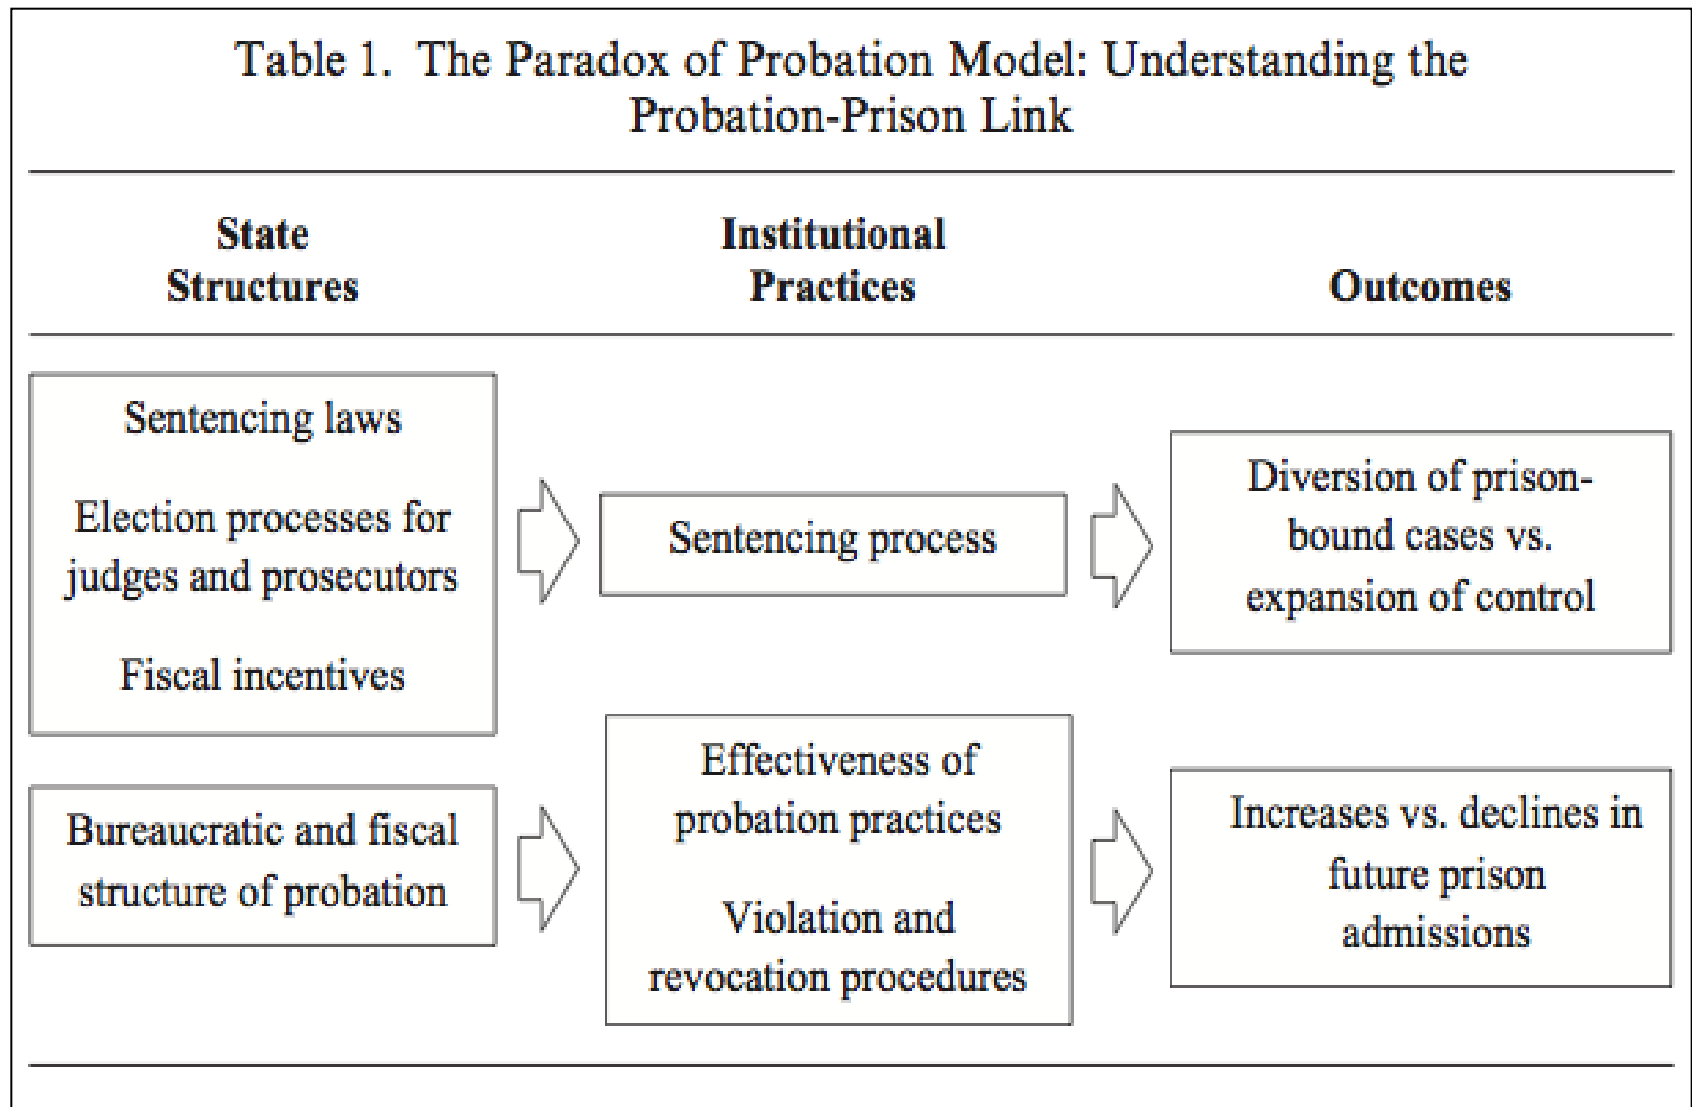 Table 1. The Paradox of Probation Model: Understanding the
Probation-Prison Link
State
Structures
Institutional
Practices
Outcomes
Sentencing laws
Election processes for
judges and prosecutors
Fiscal incentives
Sentencing process
Diversion of prison-
bound cases vs.
expansion of control
Bureaucratic and fiscal
structure of probation
Effectiveness of
probation practices
Violation and
revocation procedures
Increases vs. declines in
future prison
admissions